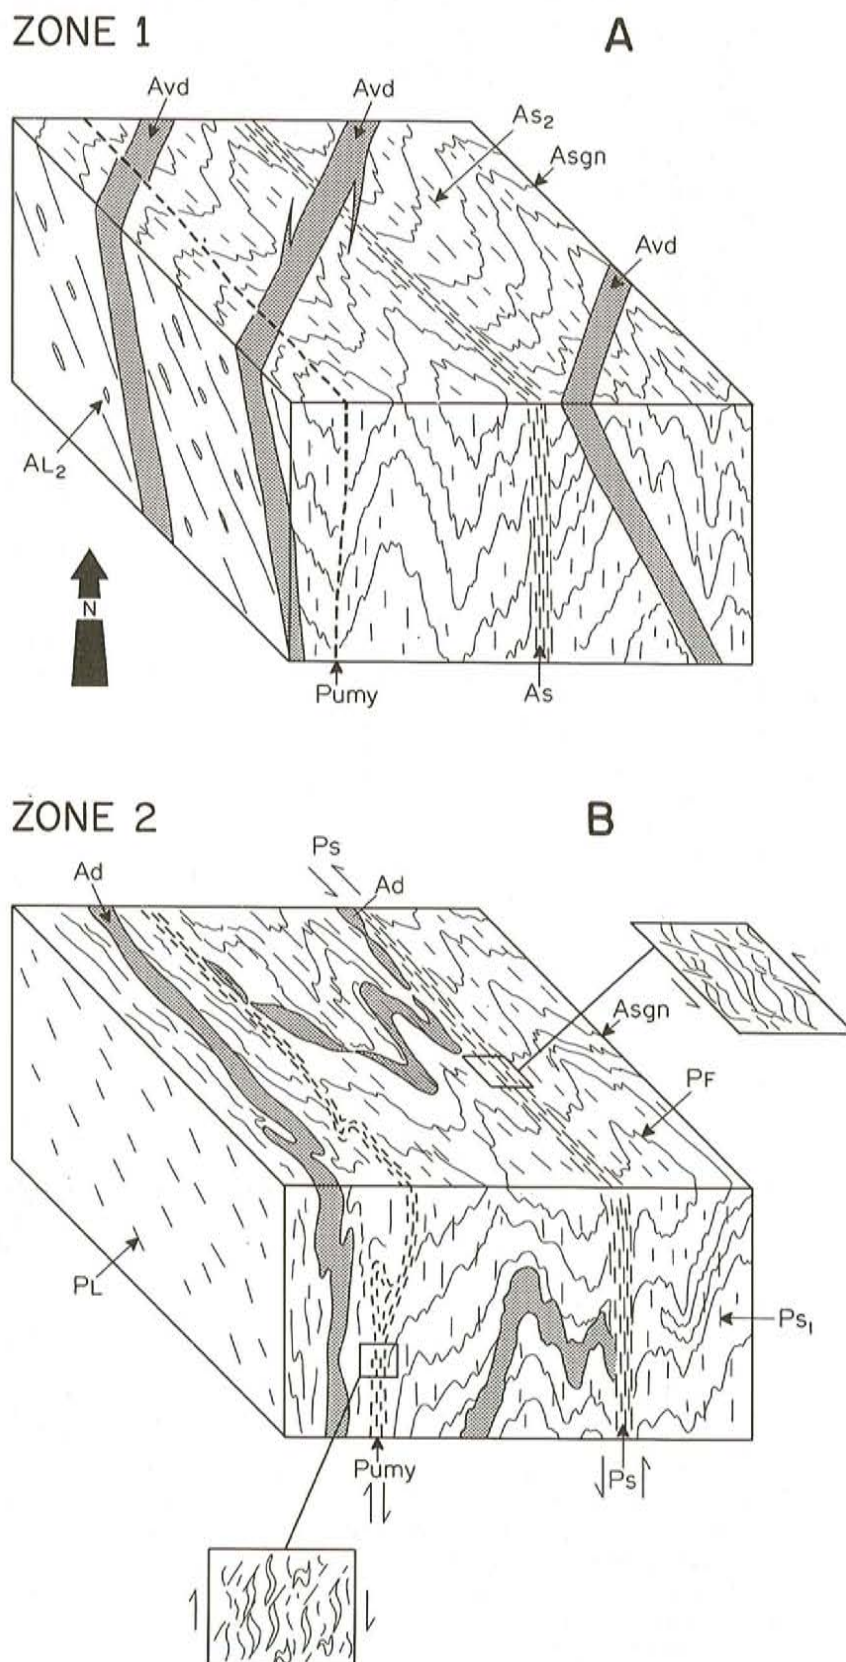 ZONE 1 A
Avd Avd
As2
Asgn
Avd
AL2
N
Pumy As
ZONE 2 B
Ps
Ad Ad
Asgn
PF
PL
Ps1
Pumy Ps